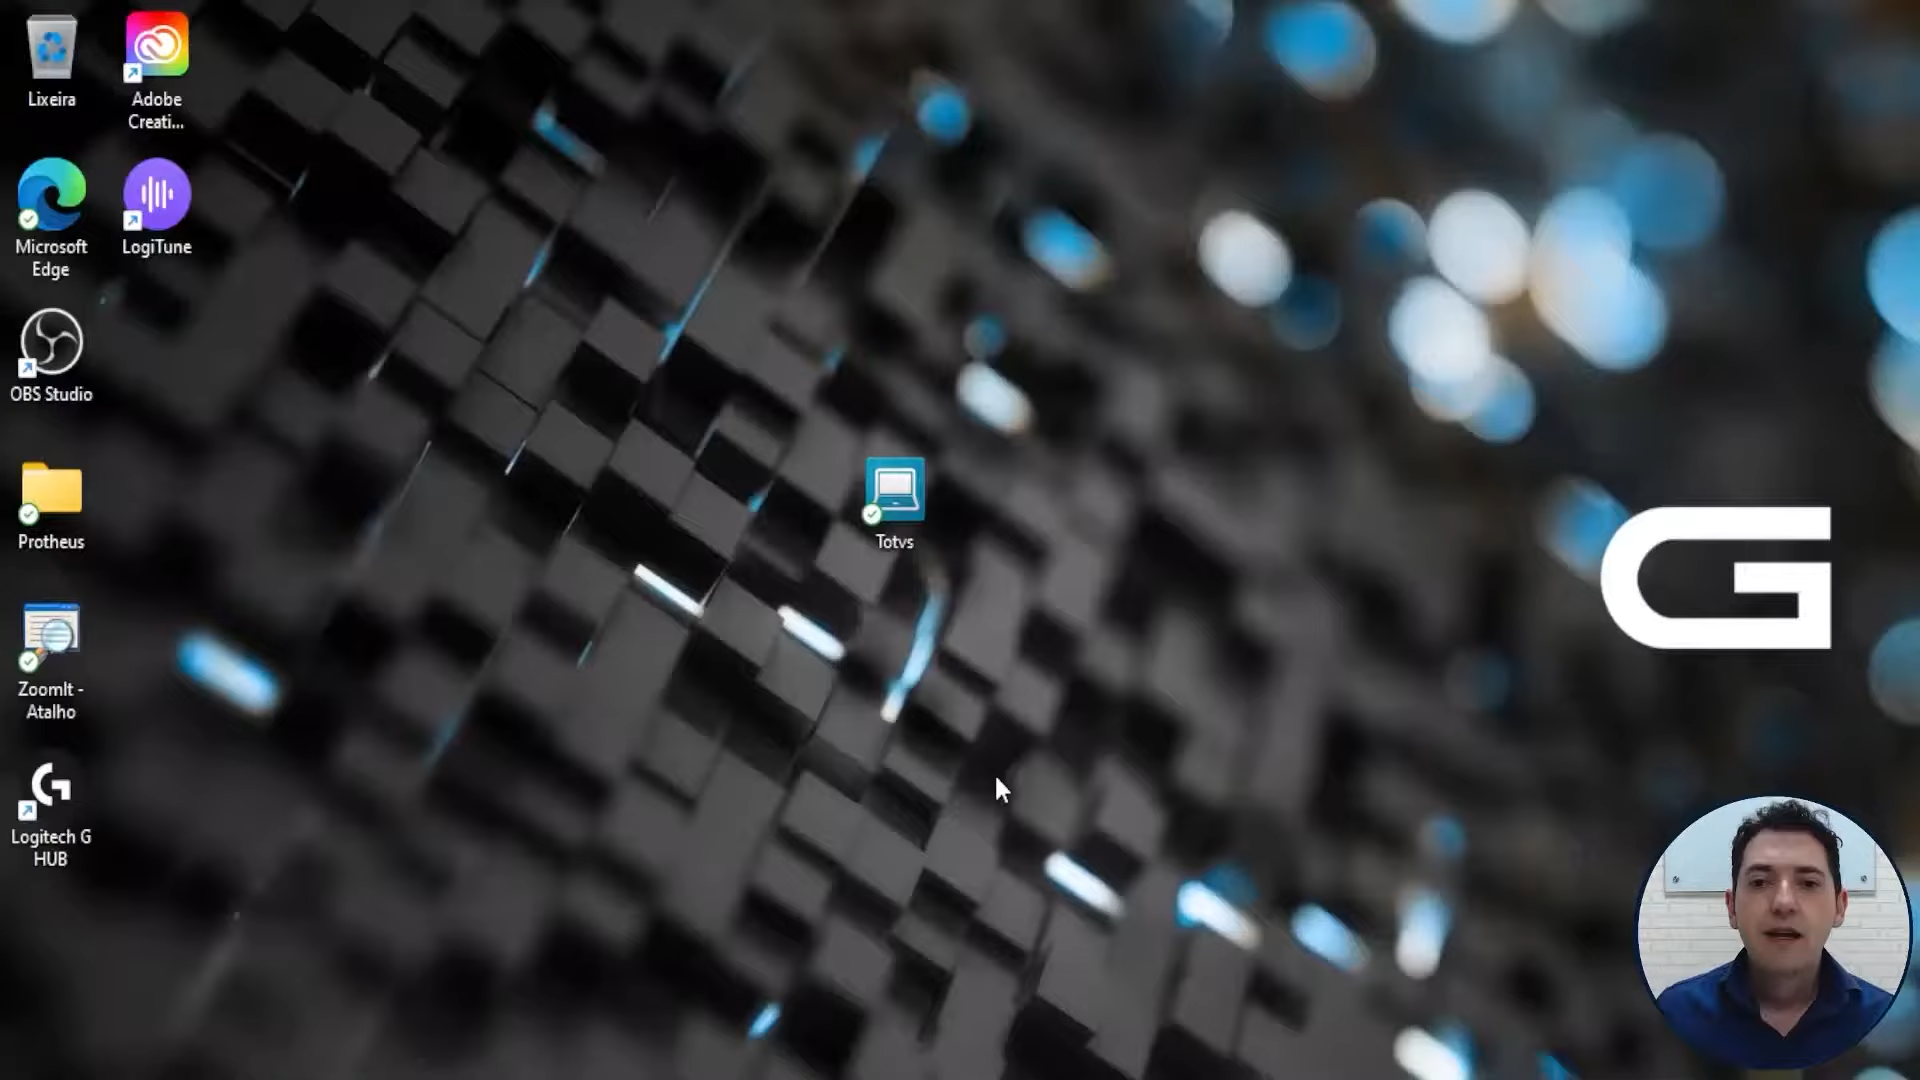 Lixeira
Adobe
Creati...
Microsoft
Edge
LogiTune
OBS Studio
Protheus
Totvs
ZoomIt -
Atalho
Logitech G
HUB
G